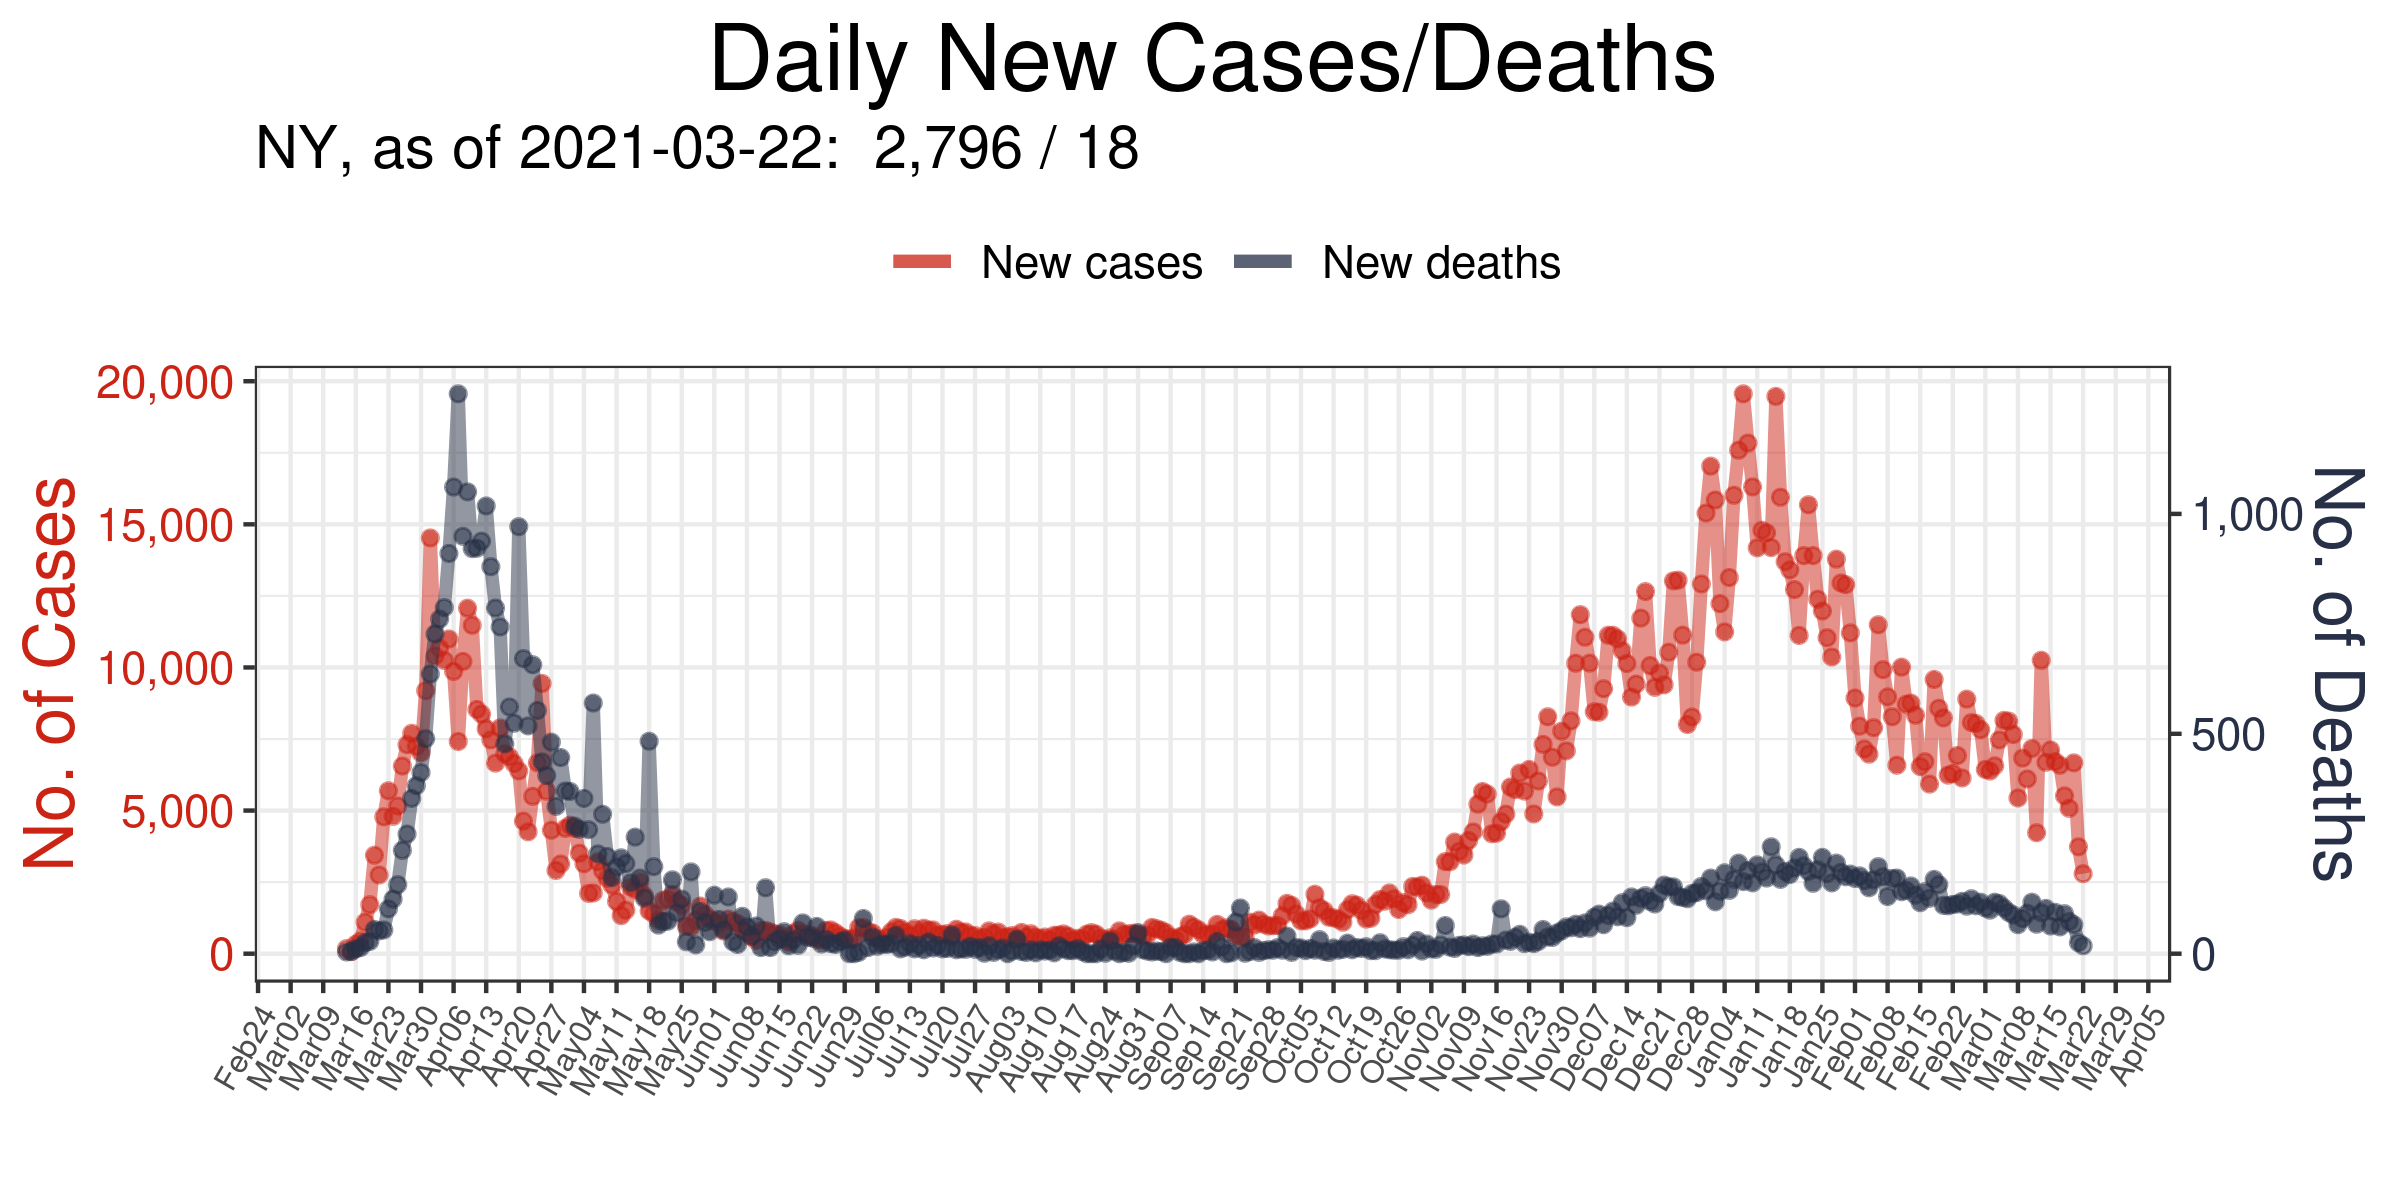 Daily New Cases/Deaths
NY, as of 2021-03-22:  2,796 / 18
New cases New deaths
No. of Cases
20,000
15,000
10,000
5,000
0
1,000
500
0
No. of Deaths
Feb24 Mar02 Mar09 Mar16 Mar23 Mar30 Apr06 Apr13 Apr20 Apr27 May04 May11 May18 May25 Jun01 Jun08 Jun15 Jun22 Jun29 Jul06 Jul13 Jul20 Jul27 Aug03 Aug10 Aug17 Aug24 Aug31 Sep07 Sep14 Sep21 Sep28 Oct05 Oct12 Oct19 Oct26 Nov02 Nov09 Nov16 Nov23 Nov30 Dec07 Dec14 Dec21 Dec28 Jan04 Jan11 Jan18 Jan25 Feb01 Feb08 Feb15 Feb22 Mar01 Mar08 Mar15 Mar22 Mar29 Apr05